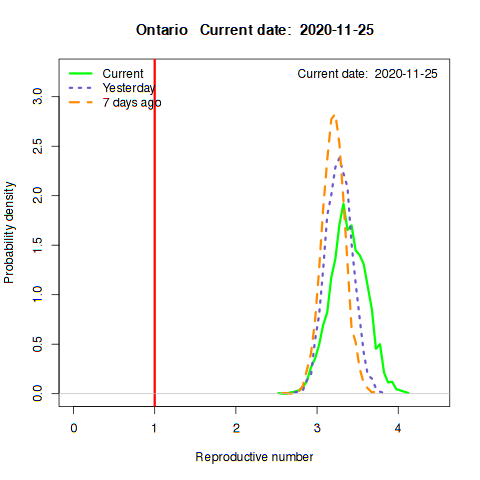 Ontario   Current date:  2020-11-25
Current
Yesterday
7 days ago
Current date:  2020-11-25
Probability density
3.0
2.5
2.0
1.5
1.0
0.5
0.0
0 1 2 3 4
Reproductive number